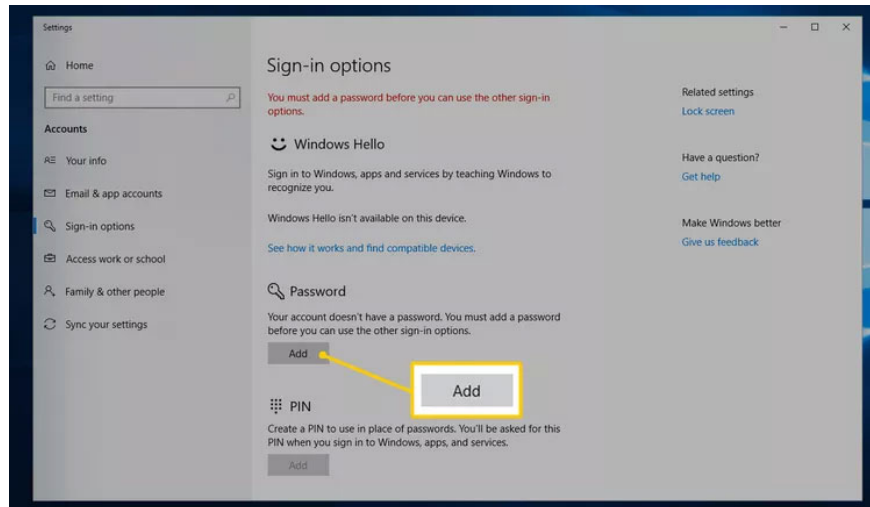 Settings
Home
Find a setting
Accounts
Your info
Email & app accounts
Sign-in options
Access work or school
Family & other people
Sync your settings
Sign-in options
You must add a password before you can use the other sign-in
options.
Windows Hello
Sign in to Windows, apps and services by teaching Windows to
recognize you.
Windows Hello isn't available on this device.
See how it works and find compatible devices.
Password
Your account doesn't have a password. You must add a password
before you can use the other sign-in options.
Add
Add
PIN
Create a PIN to use in place of passwords. You'll be asked for this
PIN when you sign in to Windows, apps, and services.
Add
Related settings
Lock screen
Have a question?
Get help
Make Windows better
Give us feedback